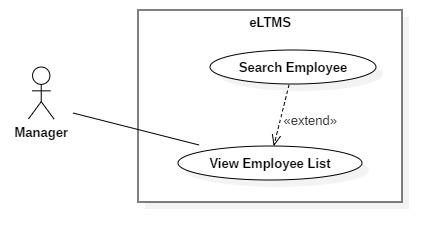 eLTMS
Search Employee
«extend»
Manager
View Employee List